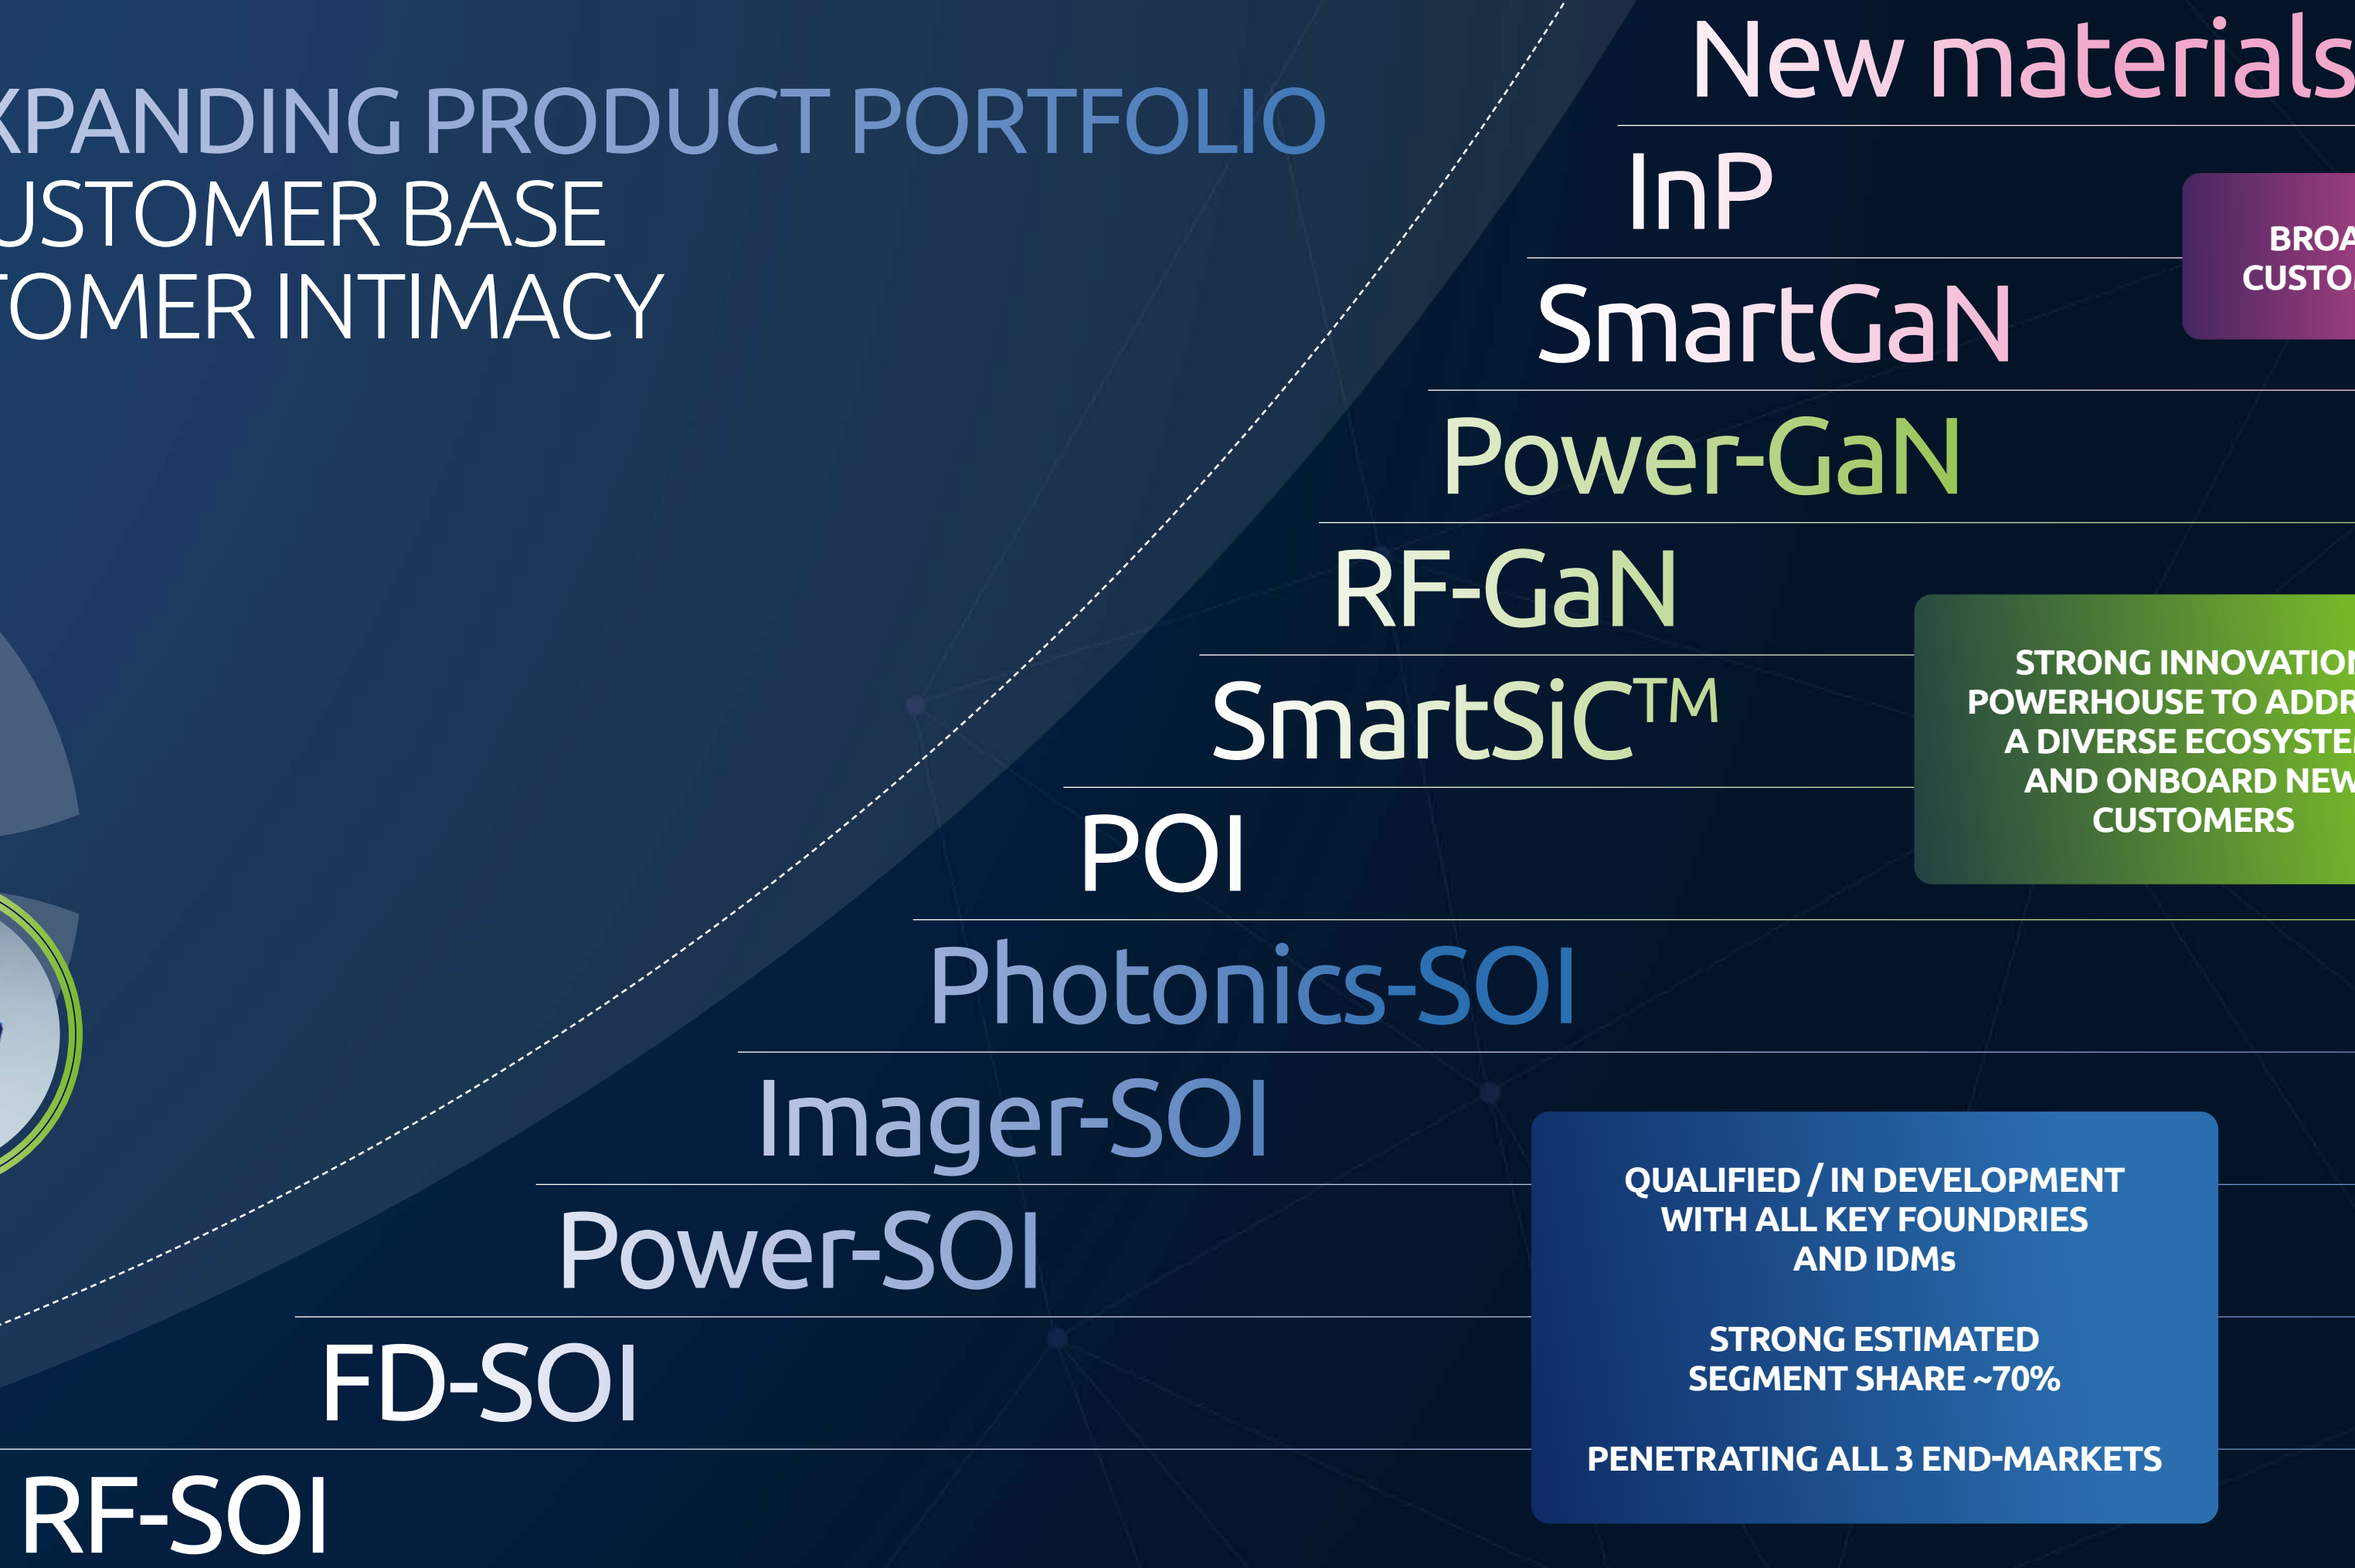 XPANDING PRODUCT PORTFOLIO
USTOMER BASE
TOMER INTIMACY
New materials
InP
SmartGaN
Power-GaN
RF-GaN
SmartSiC™
POI
Photonics-SOI
Imager-SOI
Power-SOI
FD-SOI
RF-SOI
BROA
CUSTO
STRONG INNOVATION
POWERHOUSE TO ADDR
A DIVERSE ECOSYSTE
AND ONBOARD NEW
CUSTOMERS
QUALIFIED / IN DEVELOPMENT
WITH ALL KEY FOUNDRIES
AND IDMs
STRONG ESTIMATED
SEGMENT SHARE ~70%
PENETRATING ALL 3 END-MARKETS